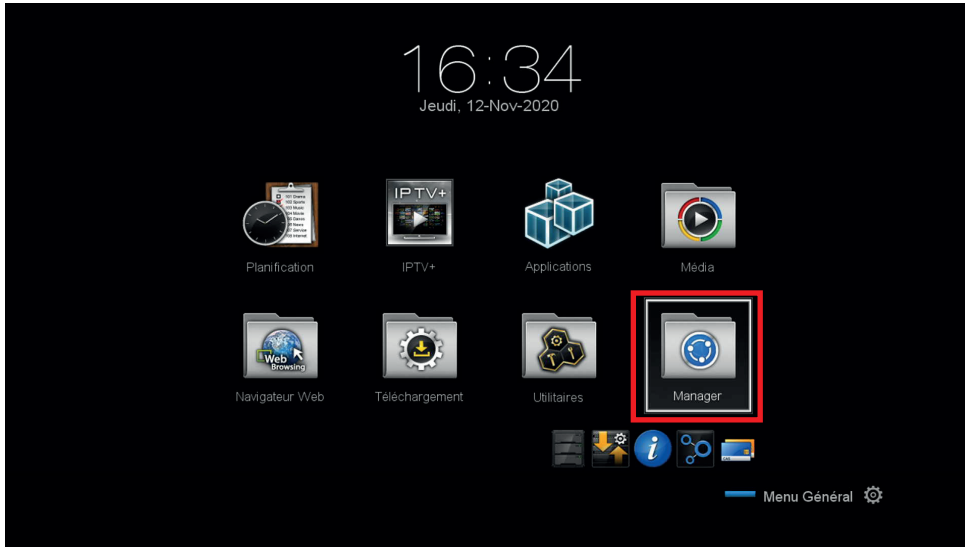 16:34
Jeudi, 12-Nov-2020
IPTV+
Planification
IPTV+
Applications
Média
Web
Browsing
Navigateur Web
Téléchargement
Utilitaires
Manager
i
Menu Général